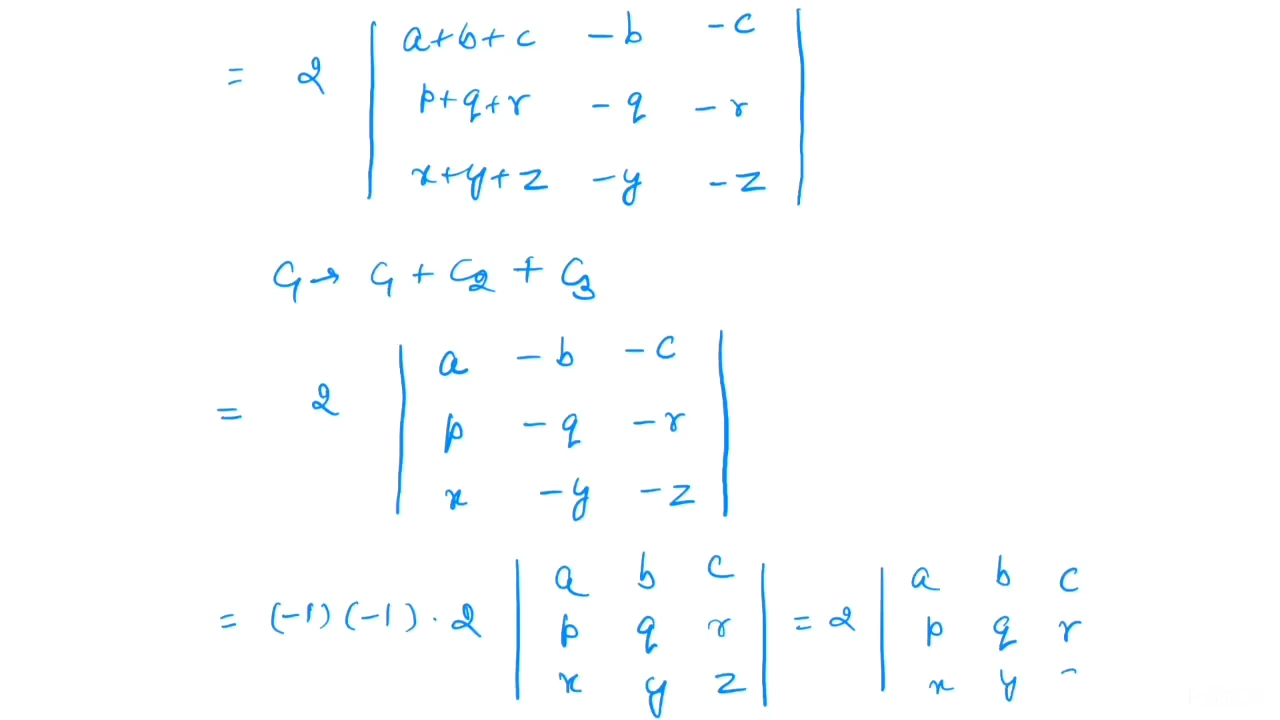 = 2 | a+b+c -b -c |
| p+q+r -q -r |
| x+y+z -y -z |
C₁ → C₁ + C₂ + C₃
= 2 | a -b -c |
| p -q -r |
| x -y -z |
= (-1)(-1)·2 | a b c | = 2 | a b c
| p q r | | p q r
| x y z | | x y